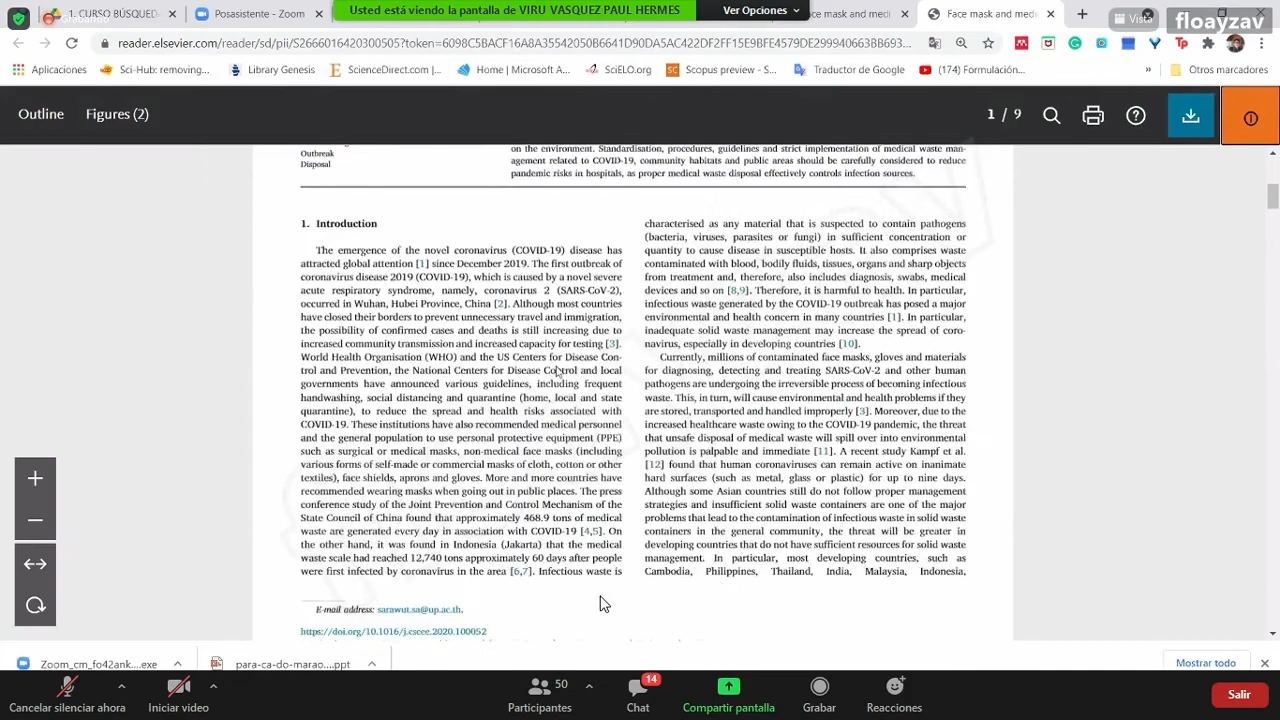 1. CURSO BÚSQUED
Posasistente - Zoom
Usted está viendo la pantalla de VIRU VASQUEZ PAUL HERMES
Ver Opciones
ace mask and medi
Face mask and medi
Vista
floayzav
Grabando
Aplicaciones
Sci-Hub: removing...
Library Genesis
ScienceDirect.com |...
Home | Microsoft A...
SciELO.org
Scopus preview - S...
Traductor de Google
(174) Formulación...
»
Otros marcadores
Outline
Figures (2)
1 / 9
Outbreak
Disposal
on the environment. Standardisation, procedures, guidelines and strict implementation of medical waste man-
agement related to COVID-19, community habitats and public areas should be carefully considered to reduce
pandemic risks in hospitals, as proper medical waste disposal effectively controls infection sources.
1. Introduction
The emergence of the novel coronavirus (COVID-19) disease has
attracted global attention [1] since December 2019. The first outbreak of
coronavirus disease 2019 (COVID-19), which is caused by a novel severe
acute respiratory syndrome, namely, coronavirus 2 (SARS-CoV-2),
occurred in Wuhan, Hubei Province, China [2]. Although most countries
have closed their borders to prevent unnecessary travel and immigration,
the possibility of confirmed cases and deaths is still increasing due to
increased community transmission and increased capacity for testing [3].
World Health Organisation (WHO) and the US Centers for Disease Con-
trol and Prevention, the National Centers for Disease Control and local
governments have announced various guidelines, including frequent
handwashing, social distancing and quarantine (home, local and state
quarantine), to reduce the spread and health risks associated with
COVID-19. These institutions have also recommended medical personnel
and the general population to use personal protective equipment (PPE)
such as surgical or medical masks, non-medical face masks (including
various forms of self-made or commercial masks of cloth, cotton or other
textiles), face shields, aprons and gloves. More and more countries have
recommended wearing masks when going out in public places. The press
conference study of the Joint Prevention and Control Mechanism of the
State Council of China found that approximately 468.9 tons of medical
waste are generated every day in association with COVID-19 [4,5]. On
the other hand, it was found in Indonesia (Jakarta) that the medical
waste scale had reached 12,740 tons approximately 60 days after people
were first infected by coronavirus in the area [6,7]. Infectious waste is
characterised as any material that is suspected to contain pathogens
(bacteria, viruses, parasites or fungi) in sufficient concentration or
quantity to cause disease in susceptible hosts. It also comprises waste
contaminated with blood, bodily fluids, tissues, organs and sharp objects
from treatment and, therefore, also includes diagnosis, swabs, medical
devices and so on [8,9]. Therefore, it is harmful to health. In particular,
infectious waste generated by the COVID-19 outbreak has posed a major
environmental and health concern in many countries [1]. In particular,
inadequate solid waste management may increase the spread of coro-
navirus, especially in developing countries [10].
Currently, millions of contaminated face masks, gloves and materials
for diagnosing, detecting and treating SARS-CoV-2 and other human
pathogens are undergoing the irreversible process of becoming infectious
waste. This, in turn, will cause environmental and health problems if they
are stored, transported and handled improperly [3]. Moreover, due to the
increased healthcare waste owing to the COVID-19 pandemic, the threat
that unsafe disposal of medical waste will spill over into environmental
pollution is palpable and immediate [11]. A recent study Kampf et al.
[12] found that human coronaviruses can remain active on inanimate
hard surfaces (such as metal, glass or plastic) for up to nine days.
Although some Asian countries still do not follow proper management
strategies and insufficient solid waste containers are one of the major
problems that lead to the contamination of infectious waste in solid waste
containers in the general community, the threat will be greater in
developing countries that do not have sufficient resources for solid waste
management. In particular, most developing countries, such as
Cambodia, Philippines, Thailand, India, Malaysia, Indonesia,
E-mail address: sarawut.sa@up.ac.th.
https://doi.org/10.1016/j.cscee.2020.100052
Zoom_cm_fo42ank....exe
para-ca-do-marao....ppt
Mostrar todo
Cancelar silenciar ahora
Iniciar video
50
Participantes
14
Chat
Compartir pantalla
Grabar
Reacciones
Salir